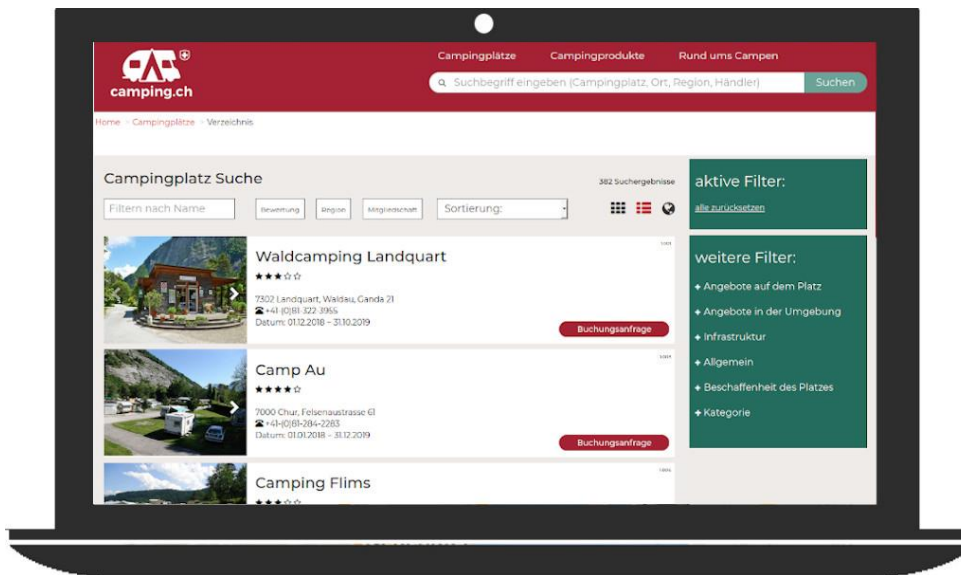 Campingplätze Campingprodukte Rund ums Campen
camping.ch
Suchbegriff eingeben (Campingplatz, Ort, Region, Händler) Suchen
Home Campingplätze Verzeichnis
Campingplatz Suche
382 Suchergebnisse
Filtern nach Name Bewertung Region Mitgliedschaft Sortierung:
Waldcamping Landquart
7302 Landquart, Waldau, Ganda 21
+41-(0)81-322-3955
Datum: 01.12.2018 – 31.10.2019
Buchungsanfrage
Camp Au
7000 Chur, Felsenaustrasse 61
+41-(0)81-284-2283
Datum: 01.01.2018 – 31.12.2019
Buchungsanfrage
Camping Flims
aktive Filter:
alle zurücksetzen
weitere Filter:
+ Angebote auf dem Platz
+ Angebote in der Umgebung
+ Infrastruktur
+ Allgemein
+ Beschaffenheit des Platzes
+ Kategorie